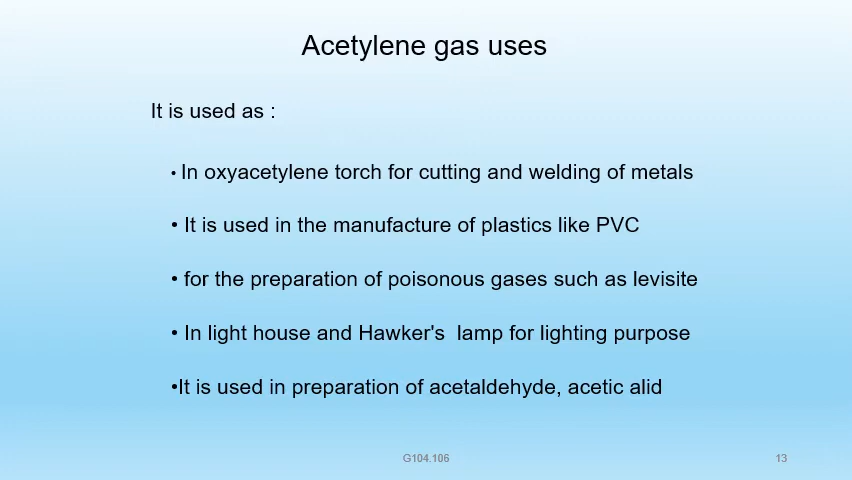 Acetylene gas uses
It is used as :
• In oxyacetylene torch for cutting and welding of metals
• It is used in the manufacture of plastics like PVC
• for the preparation of poisonous gases such as levisite
• In light house and Hawker's  lamp for lighting purpose
•It is used in preparation of acetaldehyde, acetic alid
G104.106
13